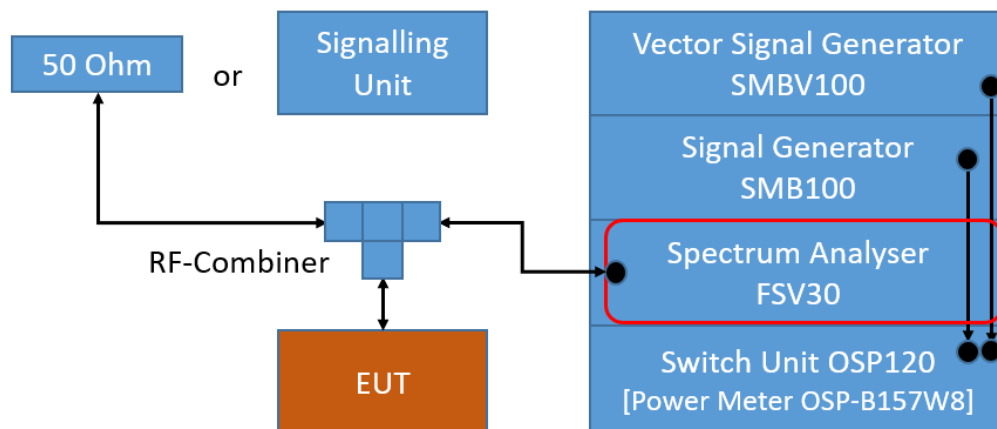 50 Ohm
or
Signalling
Unit
RF-Combiner
EUT
Vector Signal Generator
SMBV100
Signal Generator
SMB100
Spectrum Analyser
FSV30
Switch Unit OSP120
[Power Meter OSP-B157W8]